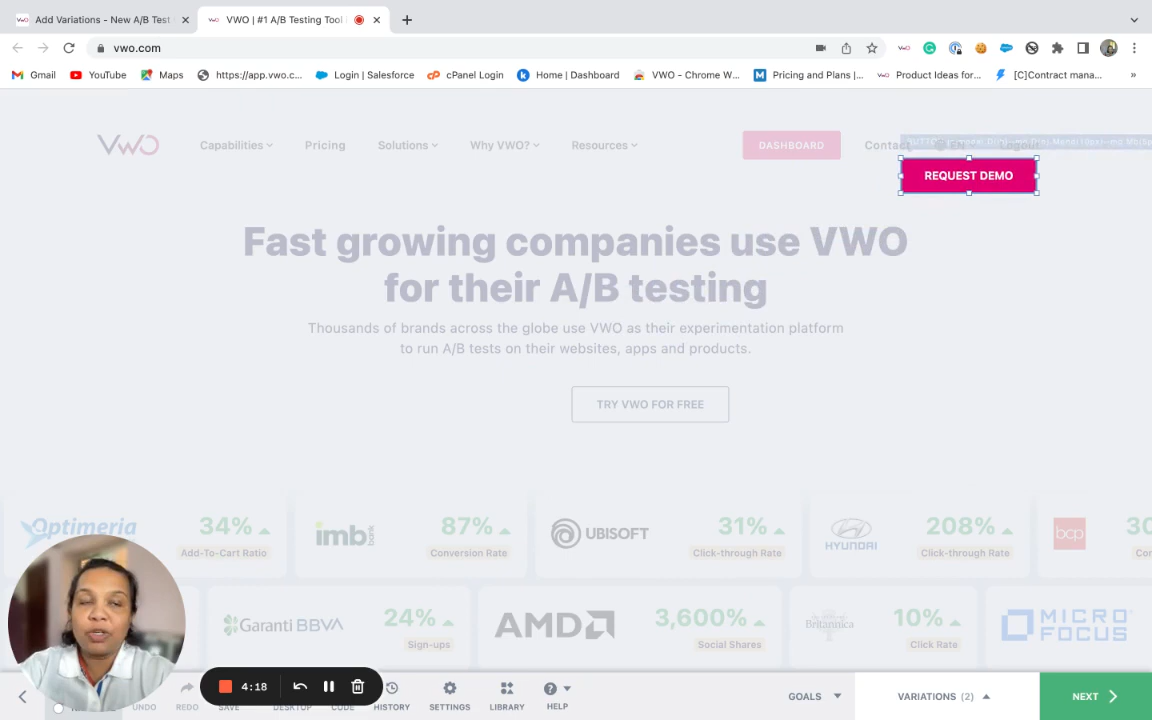 Add Variations - New A/B Test
VWO | #1 A/B Testing Tool
vwo.com
Gmail
YouTube
Maps
https://app.vwo.c...
Login | Salesforce
cPanel Login
Home | Dashboard
VWO - Chrome W...
Pricing and Plans |...
Product Ideas for...
[C]Contract mana...
»
VWO
Capabilities
Pricing
Solutions
Why VWO?
Resources
DASHBOARD
Contact
EN
Logout
REQUEST DEMO
Fast growing companies use VWO
for their A/B testing
Thousands of brands across the globe use VWO as their experimentation platform
to run A/B tests on their websites, apps and products.
TRY VWO FOR FREE
Optimeria
34%
Add-To-Cart Ratio
imb
bank
87%
Conversion Rate
UBISOFT
31%
Click-through Rate
HYUNDAI
208%
Click-through Rate
bcp
30
Con
Garanti BBVA
24%
Sign-ups
AMD
3,600%
Social Shares
Britannica
10%
Click Rate
MICRO
FOCUS
4:18
UNDO
REDO
SAVE
DESKTOP
CODE
HISTORY
SETTINGS
LIBRARY
HELP
GOALS
VARIATIONS (2)
NEXT